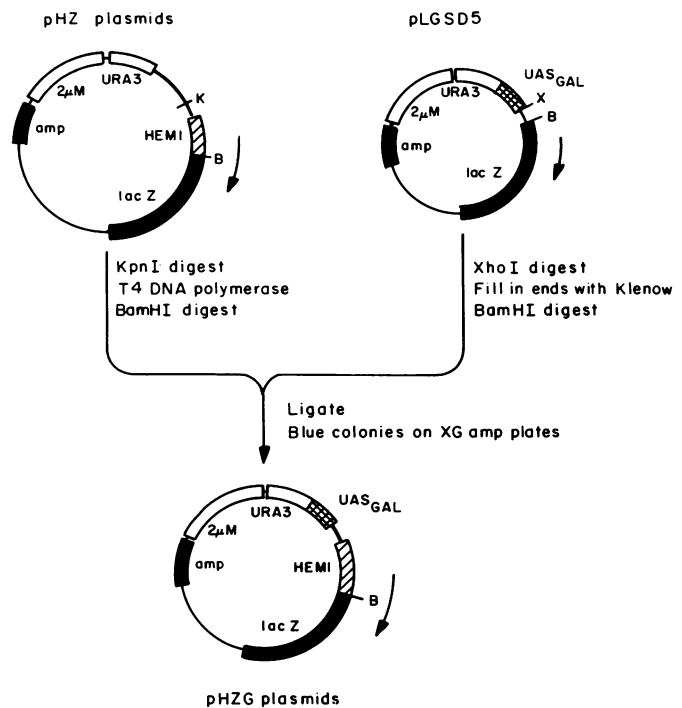 pHZ plasmids
URA3
2μM
amp
K
HEM1
B
lac Z
pLGSD5
UAS GAL
URA3
X
2μM
B
amp
lac Z
KpnI digest
T4 DNA polymerase
BamHI digest
XhoI digest
Fill in ends with Klenow
BamHI digest
Ligate
Blue colonies on XG amp plates
UAS GAL
URA3
2μM
amp
HEM1
B
lac Z
pHZG plasmids